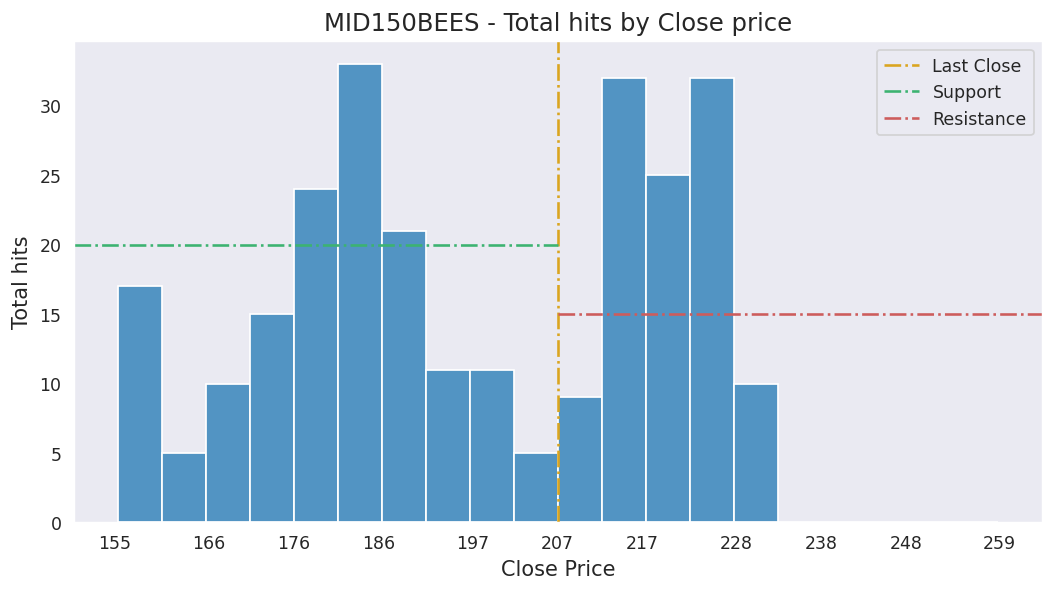 MID150BEES - Total hits by Close price
Last Close
Support
Resistance
Total hits
30
25
20
15
10
5
0
155 166 176 186 197 207 217 228 238 248 259
Close Price